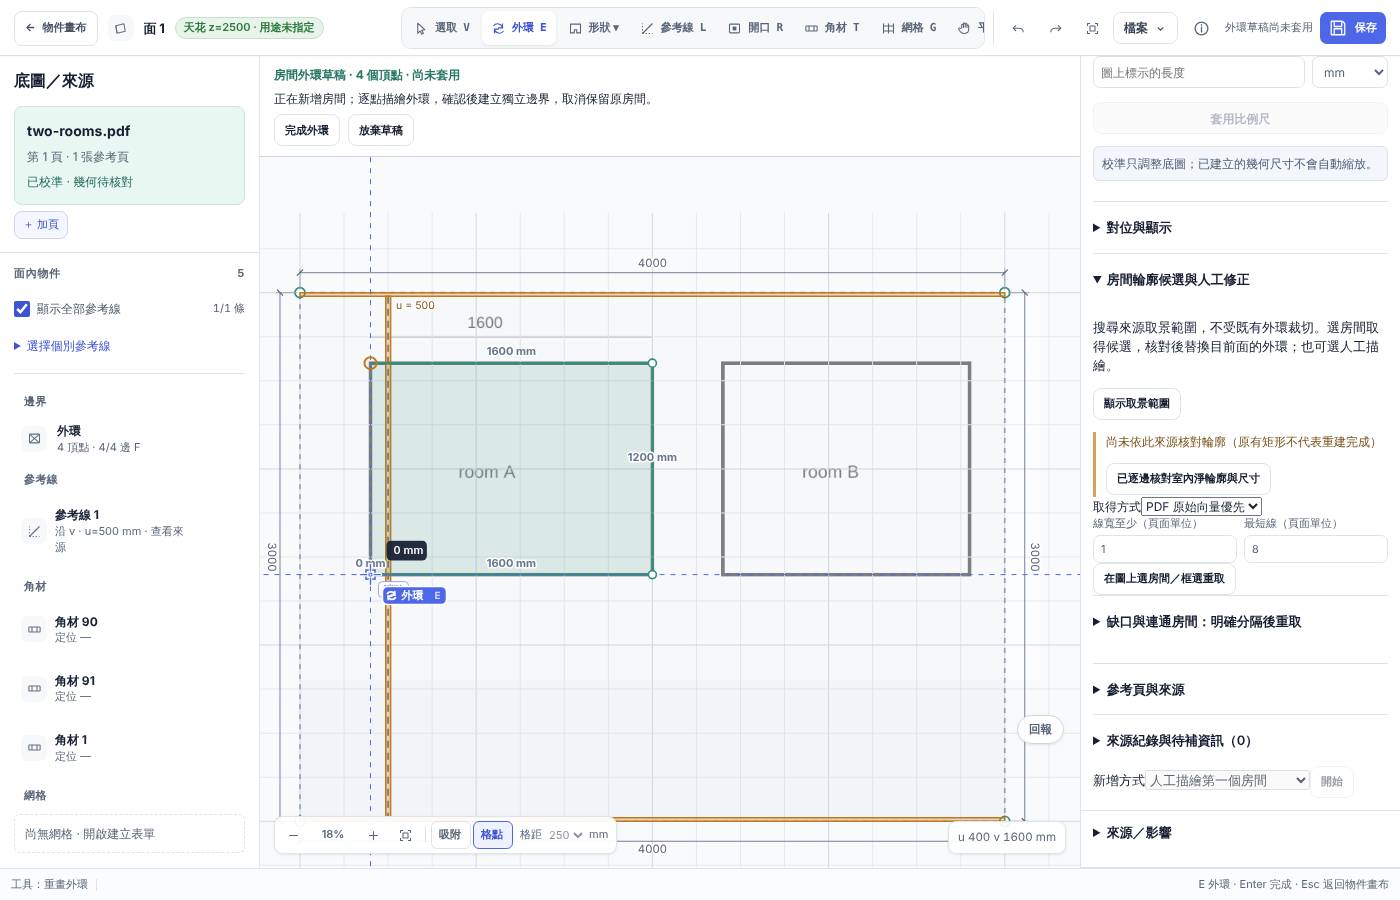 ← 物件畫布
面 1
天花 z=2500 · 用途未指定
選取 V
外環 E
形狀 ▾
參考線 L
開口 R
角材 T
網格 G
檔案
外環草稿尚未套用
保存
底圖／來源
two-rooms.pdf
第 1 頁 · 1 張參考頁
已校準 · 幾何待核對
＋ 加頁
面內物件 5
顯示全部參考線 1/1 條
選擇個別參考線
邊界
外環
4 頂點 · 4/4 邊 F
參考線
參考線 1
沿 v · u=500 mm · 查看來
源
角材
角材 90
定位 —
角材 91
定位 —
角材 1
定位 —
網格
尚無網格 · 開啟建立表單
房間外環草稿 · 4 個頂點 · 尚未套用
正在新增房間；逐點描繪外環，確認後建立獨立邊界，取消保留原房間。
完成外環
放棄草稿
4000
u = 500
1600
1600 mm
1200 mm
room A
room B
3000
3000
0 mm
0 mm
1600 mm
外環 E
回報
− 18% ＋
吸附
格點
格距 250 mm
4000
u 400 v 1600 mm
圖上標示的長度
mm
套用比例尺
校準只調整底圖；已建立的幾何尺寸不會自動縮放。
對位與顯示
房間輪廓候選與人工修正
搜尋來源取景範圍，不受既有外環裁切。選房間取
得候選，核對後替換目前面的外環；也可選人工描
繪。
顯示取景範圍
尚未依此來源核對輪廓（原有矩形不代表重建完成）
已逐邊核對室內淨輪廓與尺寸
取得方式 PDF 原始向量優先
線寬至少（頁面單位）
最短線（頁面單位）
1
8
在圖上選房間／框選重取
缺口與連通房間：明確分隔後重取
參考頁與來源
來源紀錄與待補資訊（0）
新增方式 人工描繪第一個房間
開始
來源／影響
工具：重畫外環
E 外環 · Enter 完成 · Esc 返回物件畫布